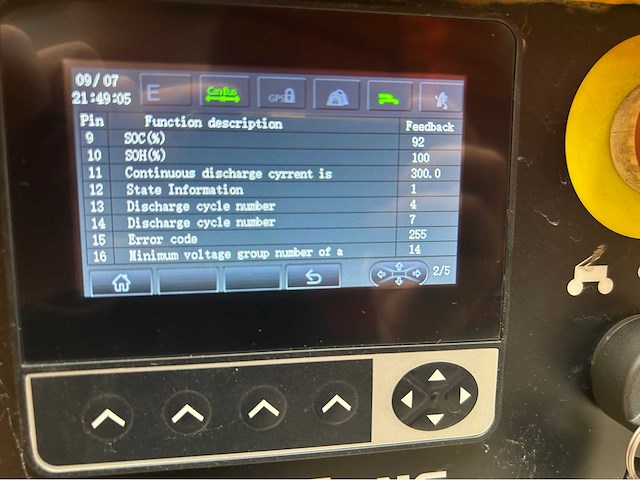 09/07
21:49:05
E
CanBus
GPS
Pin Function description Feedback
9 SOC(%) 92
10 SOH(%) 100
11 Continuous discharge cyrrent is 300.0
12 State Information 1
13 Discharge cycle number 4
14 Discharge cycle number 7
15 Error code 255
16 Minimum voltage group number of a 14
2/5